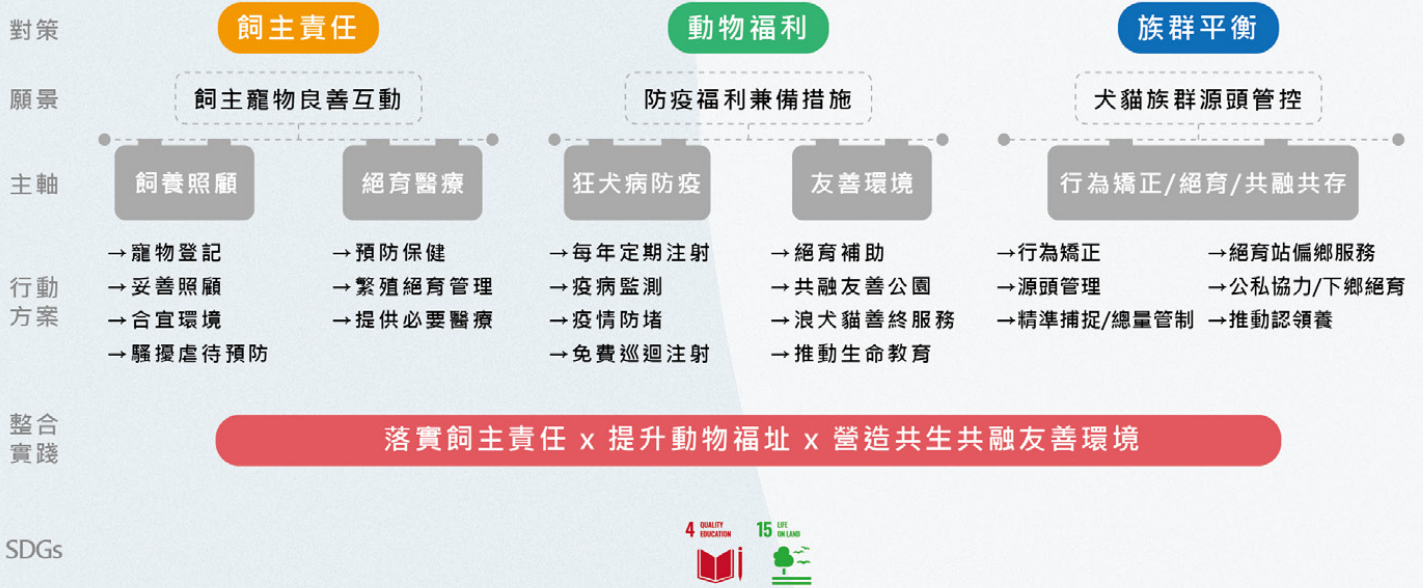 對策
飼主責任
動物福利
族群平衡
願景
飼主寵物良善互動
防疫福利兼備措施
犬貓族群源頭管控
主軸
飼養照顧
絕育醫療
狂犬病防疫
友善環境
行為矯正/絕育/共融共存
行動
方案
→寵物登記
→妥善照顧
→合宜環境
→騷擾虐待預防
→預防保健
→繁殖絕育管理
→提供必要醫療
→每年定期注射
→疫病監測
→疫情防堵
→免費巡迴注射
→絕育補助
→共融友善公園
→浪犬貓善終服務
→推動生命教育
→行為矯正
→源頭管理
→精準捕捉/總量管制
→絕育站偏鄉服務
→公私協力/下鄉絕育
→推動認領養
整合
實踐
落實飼主責任 x 提升動物福址 x 營造共生共融友善環境
SDGs
4 QUALITY
EDUCATION
15 LIFE
ON LAND